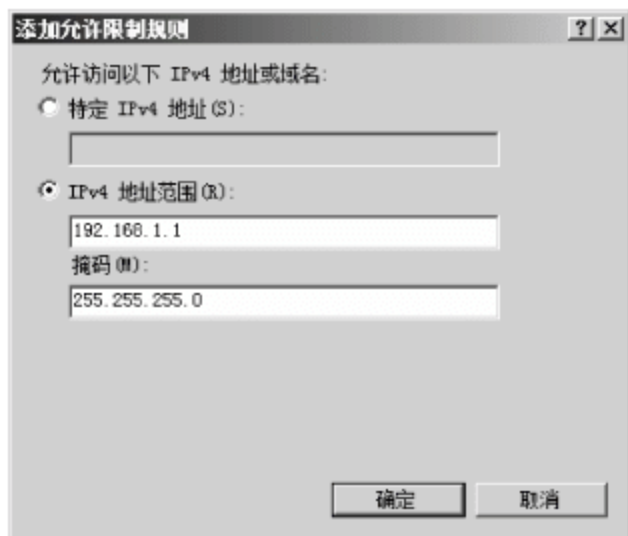 添加允许限制规则
允许访问以下 IPv4 地址或域名:
特定 IPv4 地址(S):
IPv4 地址范围(R):
192.168.1.1
掩码(M):
255.255.255.0
确定 取消